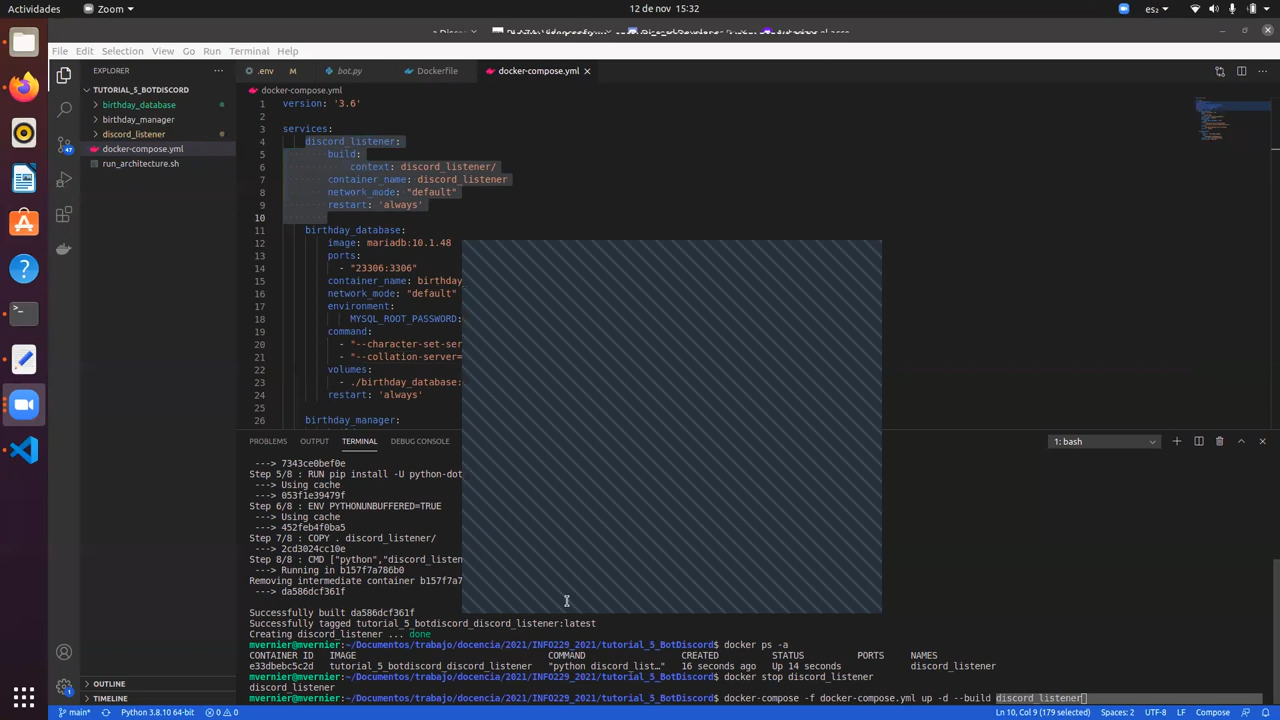 Actividades
Zoom
12 de nov 15:32
es2
File Edit Selection View Go Run Terminal Help
EXPLORER
.env M
bot.py
Dockerfile
docker-compose.yml
TUTORIAL_5_BOTDISCORD
birthday_database
birthday_manager
discord_listener
docker-compose.yml
run_architecture.sh
47
docker-compose.yml
1 version: '3.6'
2
3 services:
4 discord_listener:
5 build:
6 context: discord_listener/
7 container_name: discord_listener
8 network_mode: "default"
9 restart: 'always'
10
11 birthday_database:
12 image: mariadb:10.1.48
13 ports:
14 - "23306:3306"
15 container_name: birthday_
16 network_mode: "default"
17 environment:
18 MYSQL_ROOT_PASSWORD:
19 command:
20 - "--character-set-ser
21 - "--collation-server=
22 volumes:
23 - ./birthday_database:
24 restart: 'always'
25
26 birthday_manager:
PROBLEMS OUTPUT TERMINAL DEBUG CONSOLE
1: bash
---> 7343ce0bef0e
Step 5/8 : RUN pip install -U python-dot
---> Using cache
---> 053f1e39479f
Step 6/8 : ENV PYTHONUNBUFFERED=TRUE
---> Using cache
---> 452feb4f0ba5
Step 7/8 : COPY . discord_listener/
---> 2cd3024cc10e
Step 8/8 : CMD ["python","discord_listen
---> Running in b157f7a786b0
Removing intermediate container b157f7a7
---> da586dcf361f
Successfully built da586dcf361f
Successfully tagged tutorial_5_botdiscord_discord_listener:latest
Creating discord_listener ... done
mvernier@mvernier:~/Documentos/trabajo/docencia/2021/INFO229_2021/tutorial_5_BotDiscord$ docker ps -a
CONTAINER ID IMAGE COMMAND CREATED STATUS PORTS NAMES
e33dbebc5c2d tutorial_5_botdiscord_discord_listener "python discord_list…" 16 seconds ago Up 14 seconds discord_listener
mvernier@mvernier:~/Documentos/trabajo/docencia/2021/INFO229_2021/tutorial_5_BotDiscord$ docker stop discord_listener
discord_listener
mvernier@mvernier:~/Documentos/trabajo/docencia/2021/INFO229_2021/tutorial_5_BotDiscord$ docker-compose -f docker-compose.yml up -d --build discord_listener
OUTLINE
TIMELINE
1
main*
Python 3.8.10 64-bit
0 0
Ln 10, Col 9 (179 selected)
Spaces: 2
UTF-8
LF
Compose